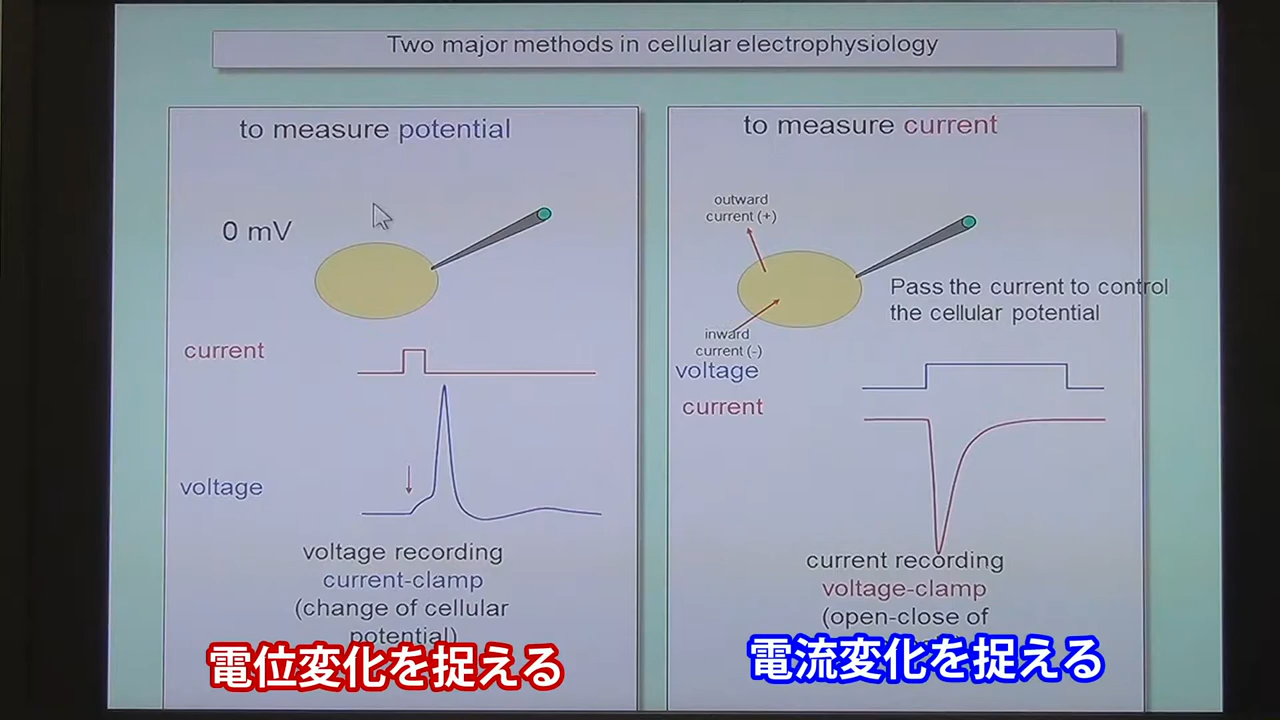 Two major methods in cellular electrophysiology
to measure potential
0 mV
current
voltage
voltage recording
current-clamp
(change of cellular
potential)
電位変化を捉える
to measure current
outward
current (+)
Pass the current to control
the cellular potential
inward
current (-)
voltage
current
current recording
voltage-clamp
(open-close of
電流変化を捉える